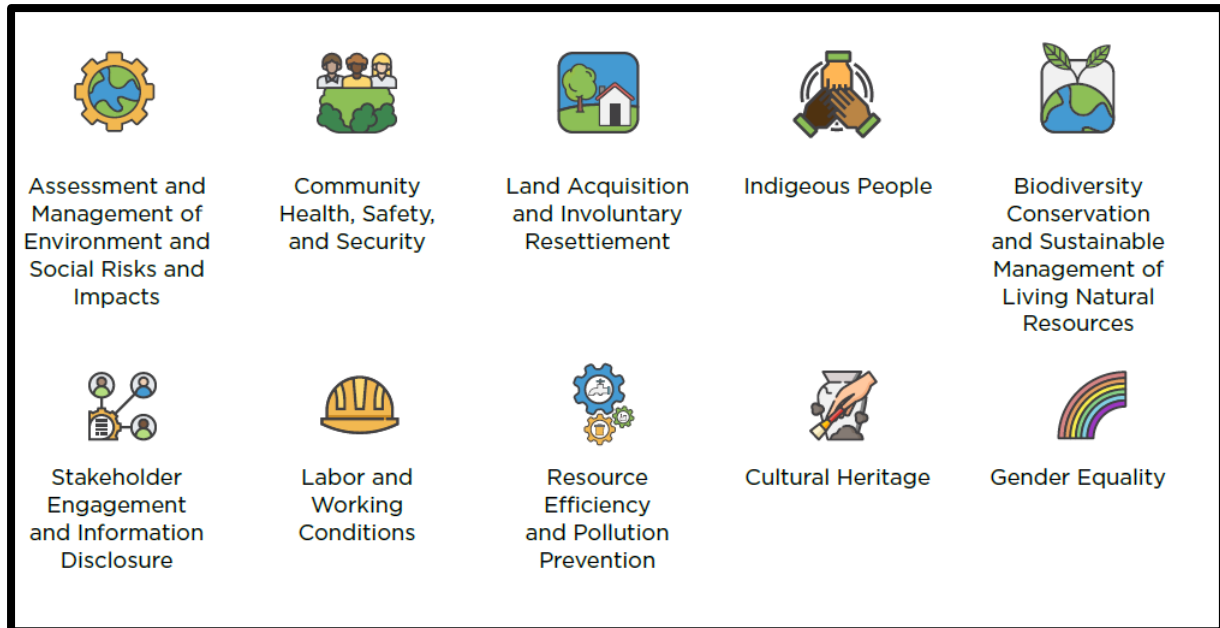 Assessment and
Management of
Environment and
Social Risks and
Impacts
Community
Health, Safety,
and Security
Land Acquisition
and Involuntary
Resettiement
Indigeous People
Biodiversity
Conservation
and Sustainable
Management of
Living Natural
Resources
Stakeholder
Engagement
and Information
Disclosure
Labor and
Working
Conditions
Resource
Efficiency
and Pollution
Prevention
Cultural Heritage
Gender Equality